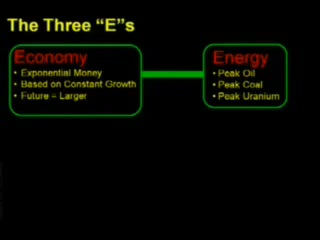 The Three “E”s
Economy
• Exponential Money
• Based on Constant Growth
• Future = Larger
Energy
• Peak Oil
• Peak Coal
• Peak Uranium